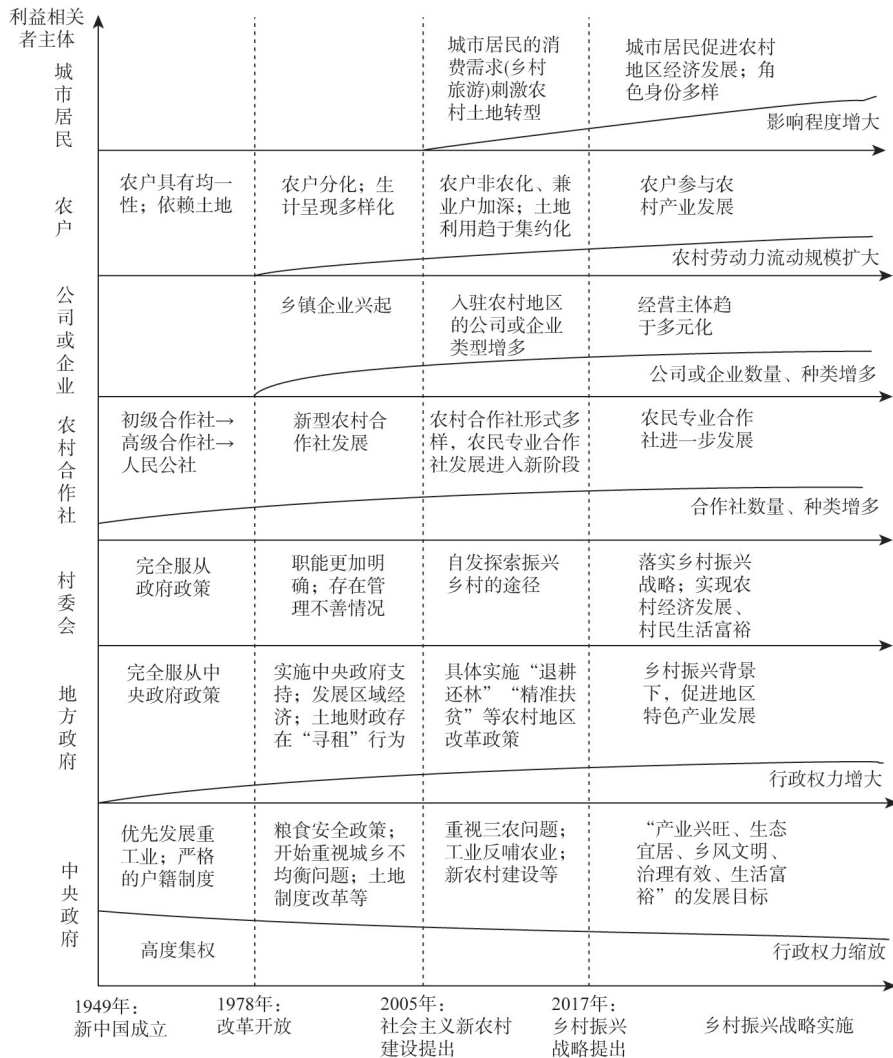 利益相关
者主体
城市居民
城市居民的消
费需求(乡村
旅游)刺激农
村土地转型
城市居民促进农村
地区经济发展；角
色身份多样
影响程度增大
农户
农户具有均一
性；依赖土地
农户分化；生
计呈现多样化
农户非农化、兼
业户加深；土地
利用趋于集约化
农户参与农
村产业发展
农村劳动力流动规模扩大
公司或企业
乡镇企业兴起
入驻农村地区
的公司或企业
类型增多
经营主体趋
于多元化
公司或企业数量、种类增多
农村合作社
初级合作社→
高级合作社→
人民公社
新型农村合
作社发展
农村合作社形式多
样，农民专业合作
社发展进入新阶段
农民专业合作
社进一步发展
合作社数量、种类增多
村委会
完全服从
政府政策
职能更加明
确；存在管
理不善情况
自发探索振兴
乡村的途径
落实乡村振兴
战略；实现农
村经济发展、
村民生活富裕
地方政府
完全服从中
央政府政策
实施中央政府支
持；发展区域经
济；土地财政存
在“寻租”行为
具体实施“退耕
还林”“精准扶
贫”等农村地区
改革政策
乡村振兴背景
下，促进地区
特色产业发展
行政权力增大
中央政府
优先发展重
工业；严格
的户籍制度
粮食安全政策；
开始重视城乡不
均衡问题；土地
制度改革等
重视三农问题；
工业反哺农业；
新农村建设等
“产业兴旺、生态
宜居、乡风文明、
治理有效、生活富
裕”的发展目标
高度集权
行政权力缩放
1949年：
新中国成立
1978年：
改革开放
2005年：
社会主义新农村
建设提出
2017年：
乡村振兴
战略提出
乡村振兴战略实施